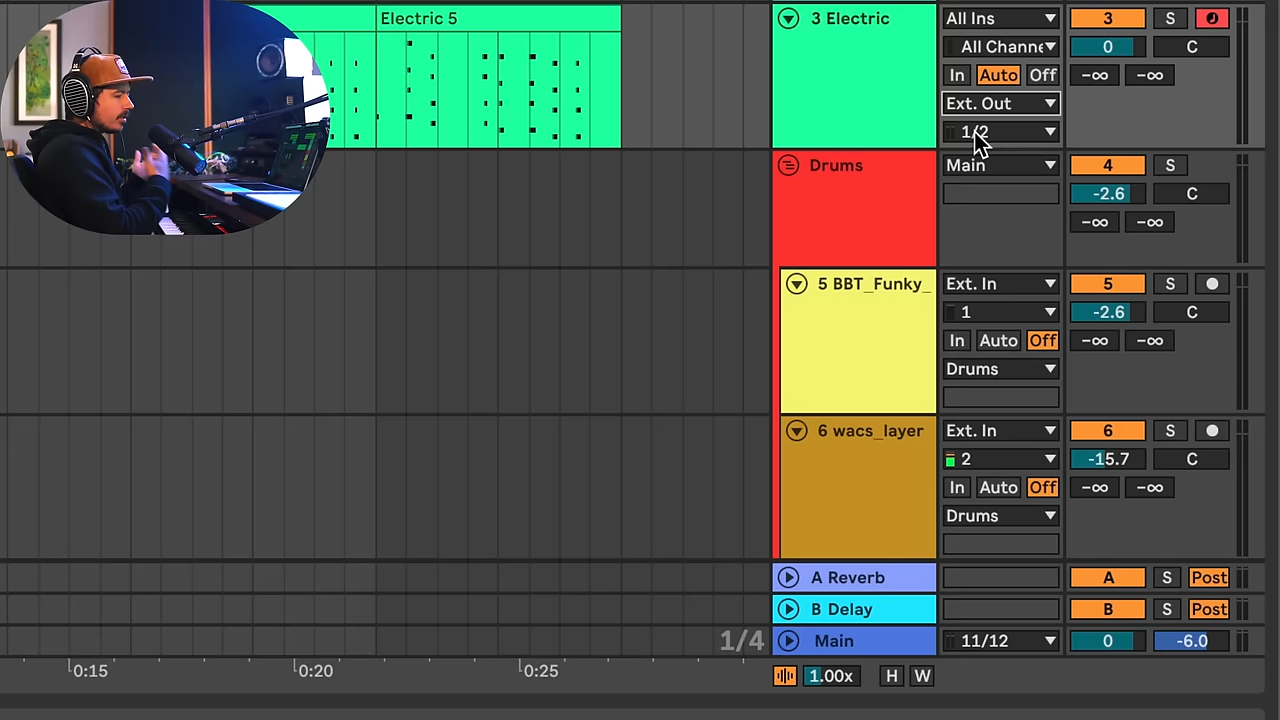 Electric 5
3 Electric
All Ins
3
S
All Channe
0
C
In Auto Off
-∞ -∞
Ext. Out
1/2
Drums
Main
4
S
-2.6
C
-∞ -∞
5 BBT_Funky_
Ext. In
5
S
1
-2.6
C
In Auto Off
-∞ -∞
Drums
6 wacs_layer
Ext. In
6
S
2
-15.7
C
In Auto Off
-∞ -∞
Drums
A Reverb
A
S
Post
B Delay
B
S
Post
1/4
Main
11/12
0
-6.0
0:15
0:20
0:25
1.00x
H
W